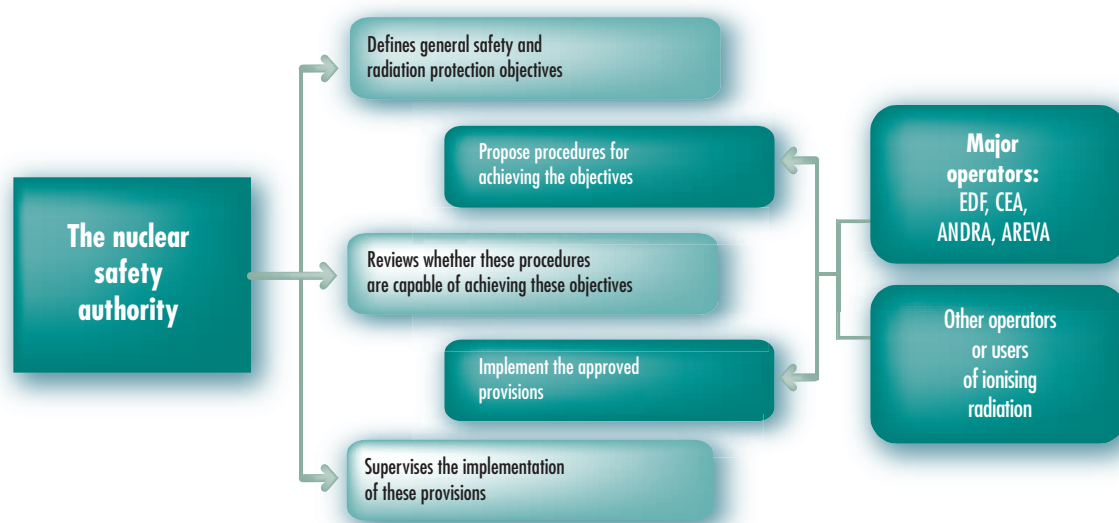 Defines general safety and
radiation protection objectives
Propose procedures for
achieving the objectives
Major
operators:
EDF, CEA,
ANDRA, AREVA
The nuclear
safety
authority
Reviews whether these procedures
are capable of achieving these objectives
Other operators
or users
of ionising
radiation
Implement the approved
provisions
Supervises the implementation
of these provisions